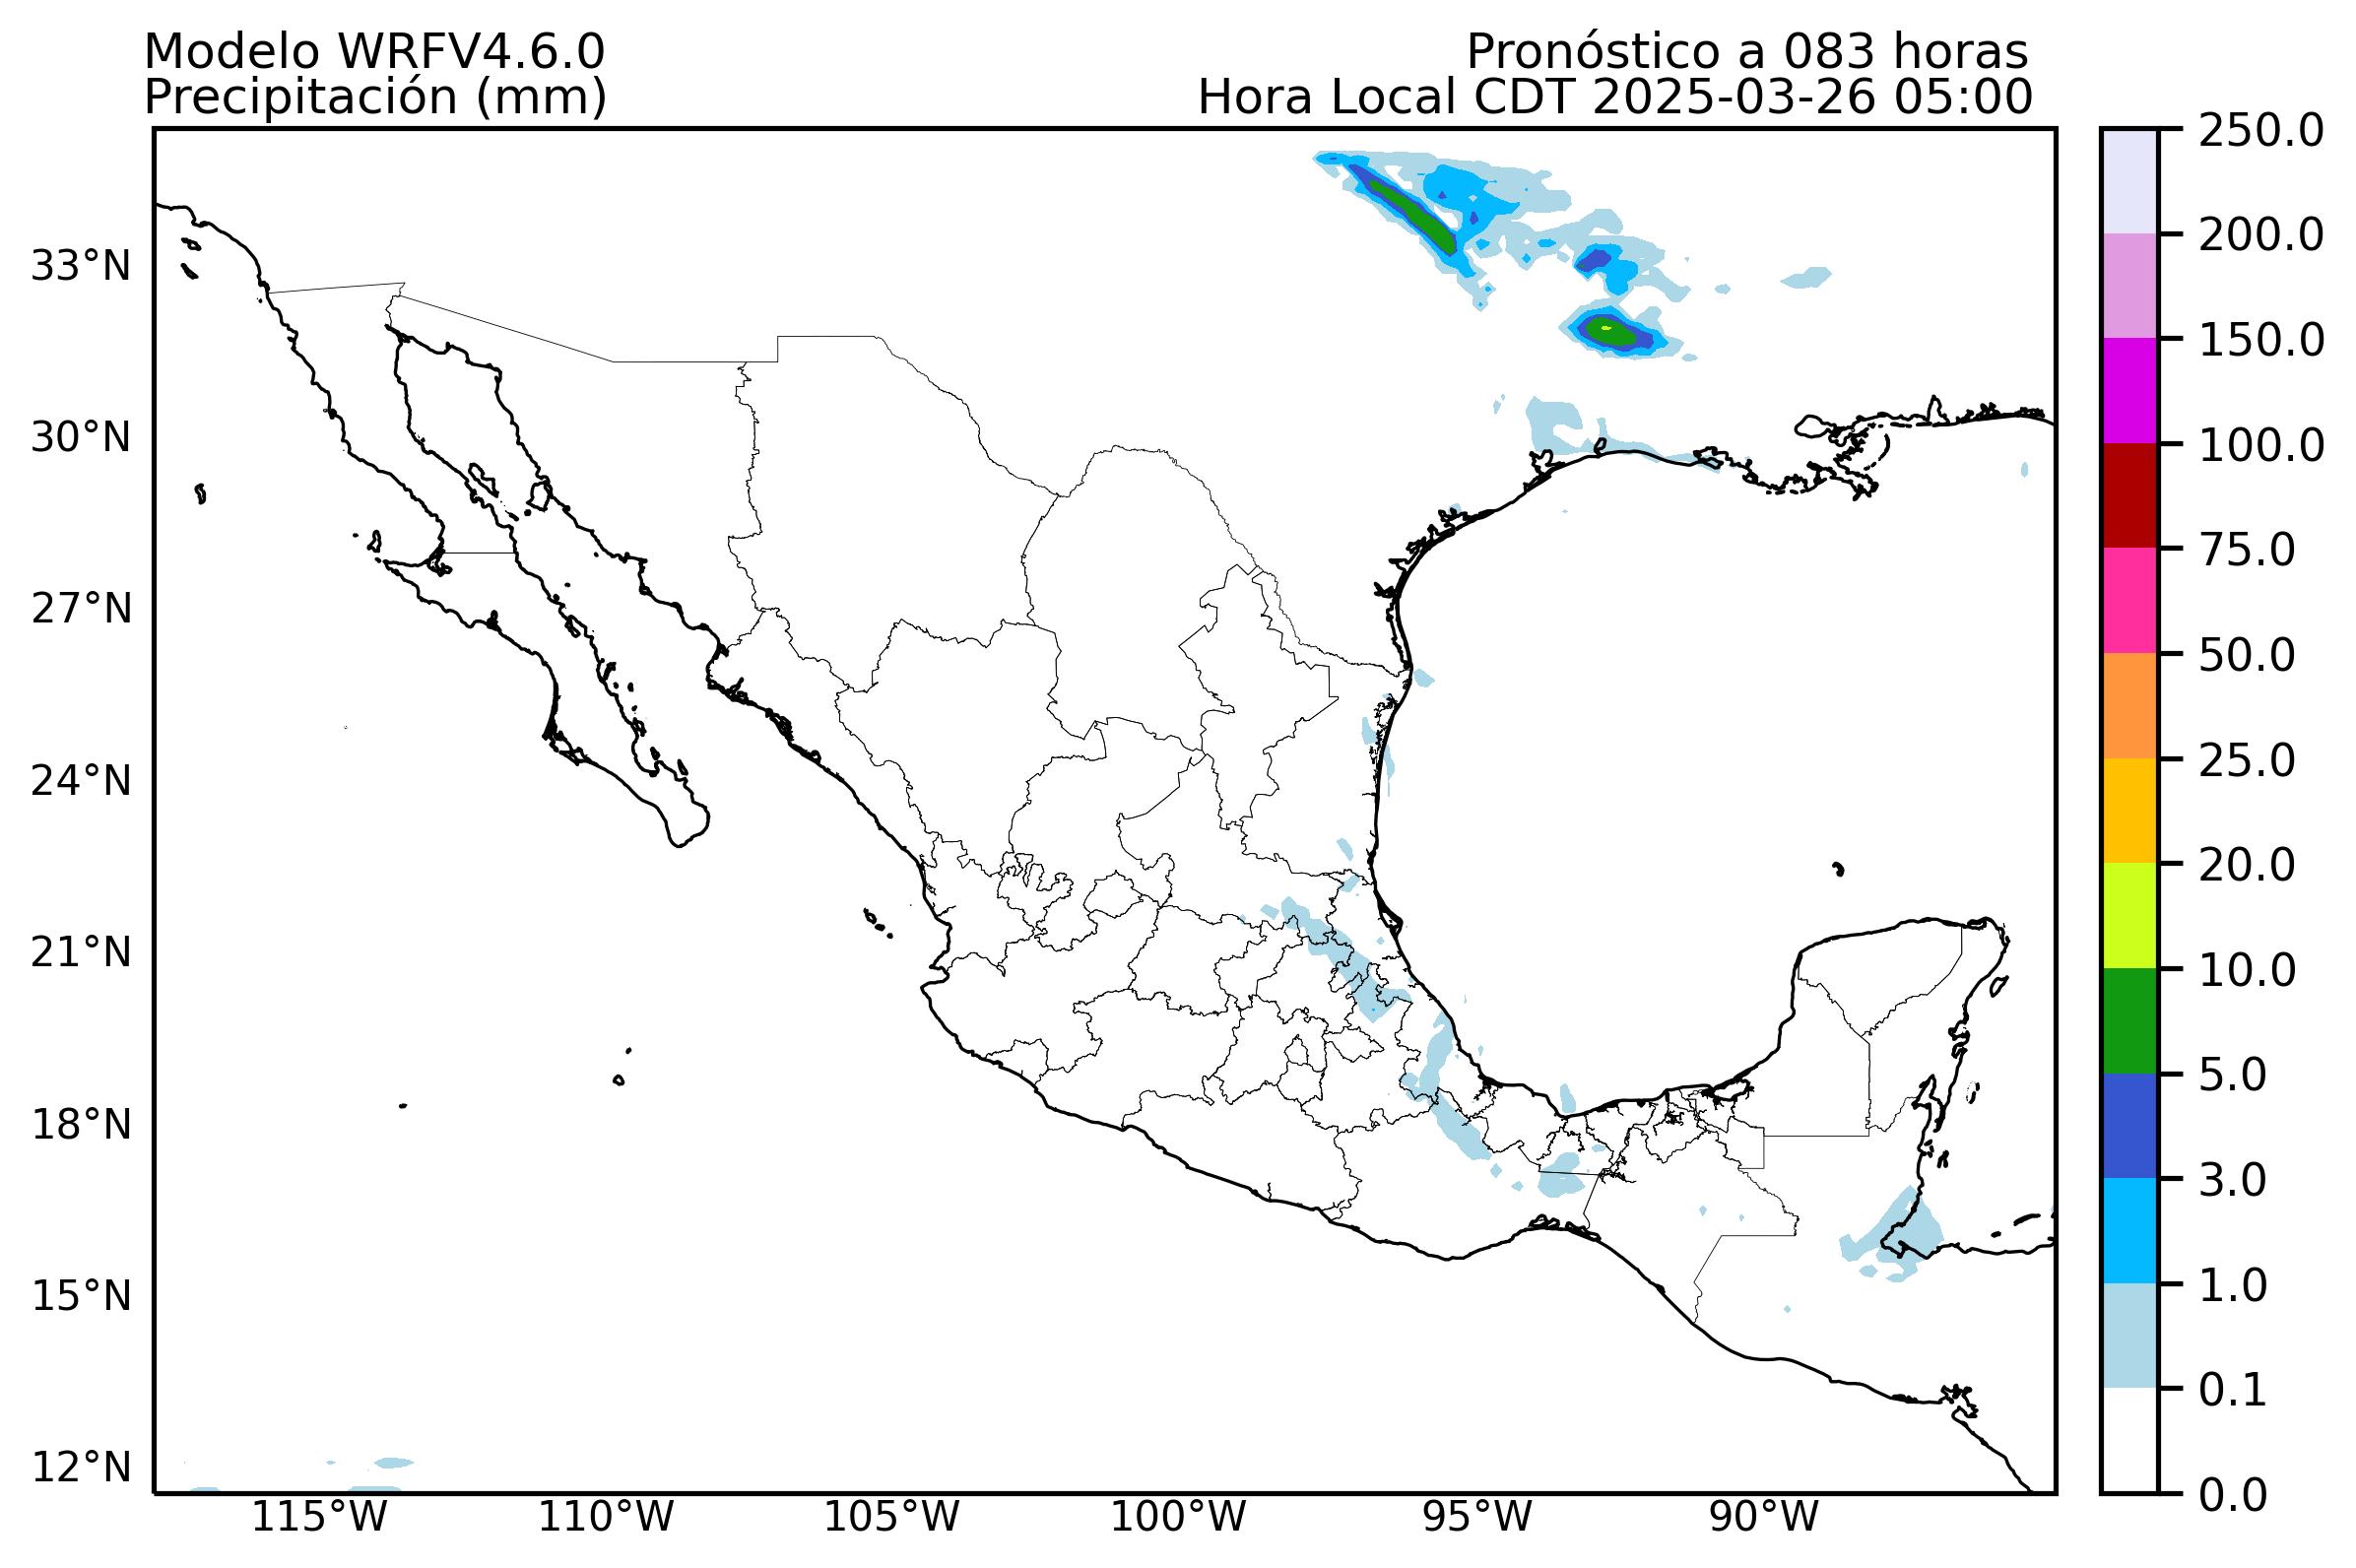 Modelo WRFV4.6.0
Pronóstico a 083 horas
Precipitación (mm)
Hora Local CDT 2025-03-26 05:00
33°N
30°N
27°N
24°N
21°N
18°N
15°N
12°N
115°W
110°W
105°W
100°W
95°W
90°W
250.0
200.0
150.0
100.0
75.0
50.0
25.0
20.0
10.0
5.0
3.0
1.0
0.1
0.0